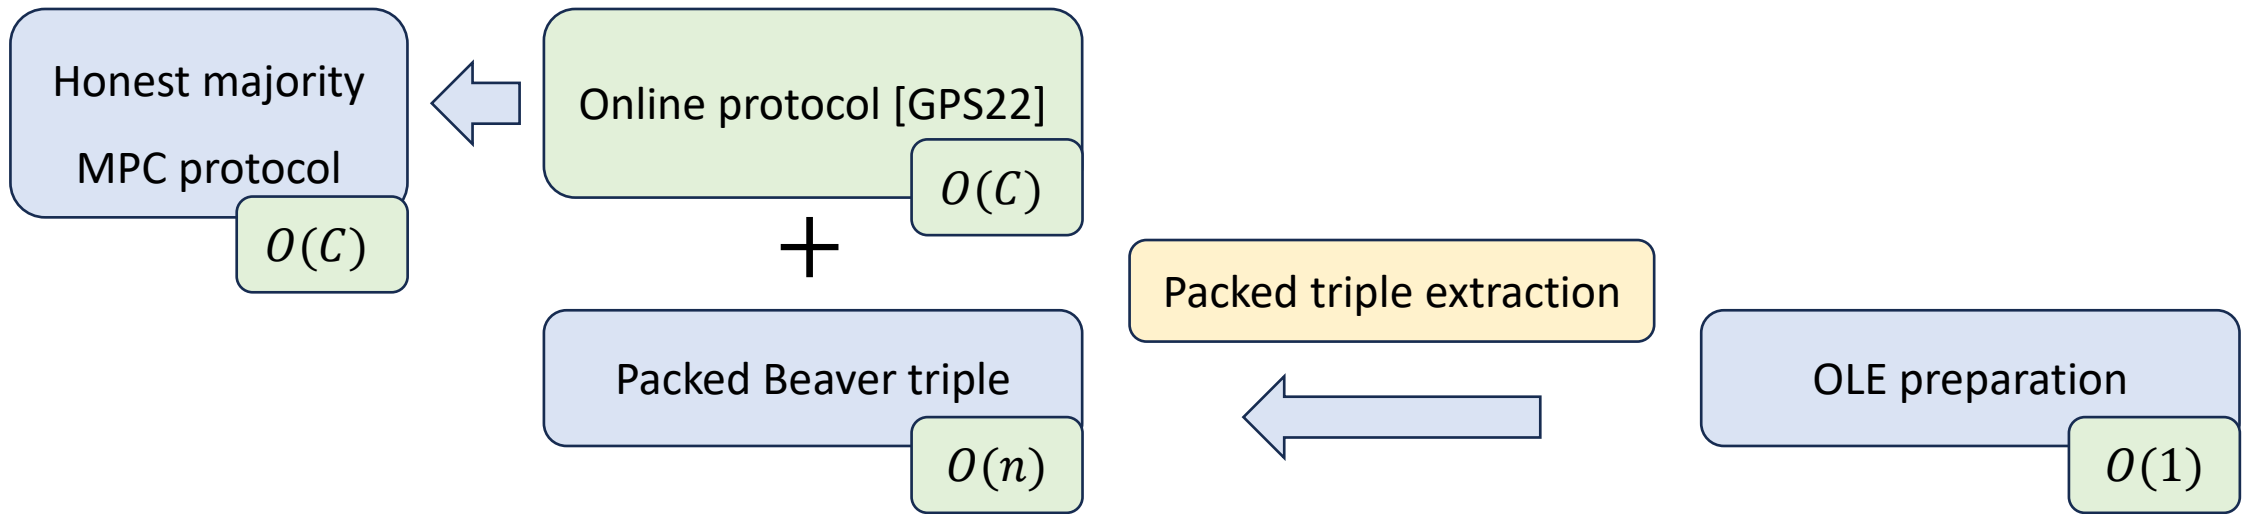 Honest majority
MPC protocol
O(C)
Online protocol [GPS22]
O(C)
+
Packed Beaver triple
O(n)
Packed triple extraction
OLE preparation
O(1)